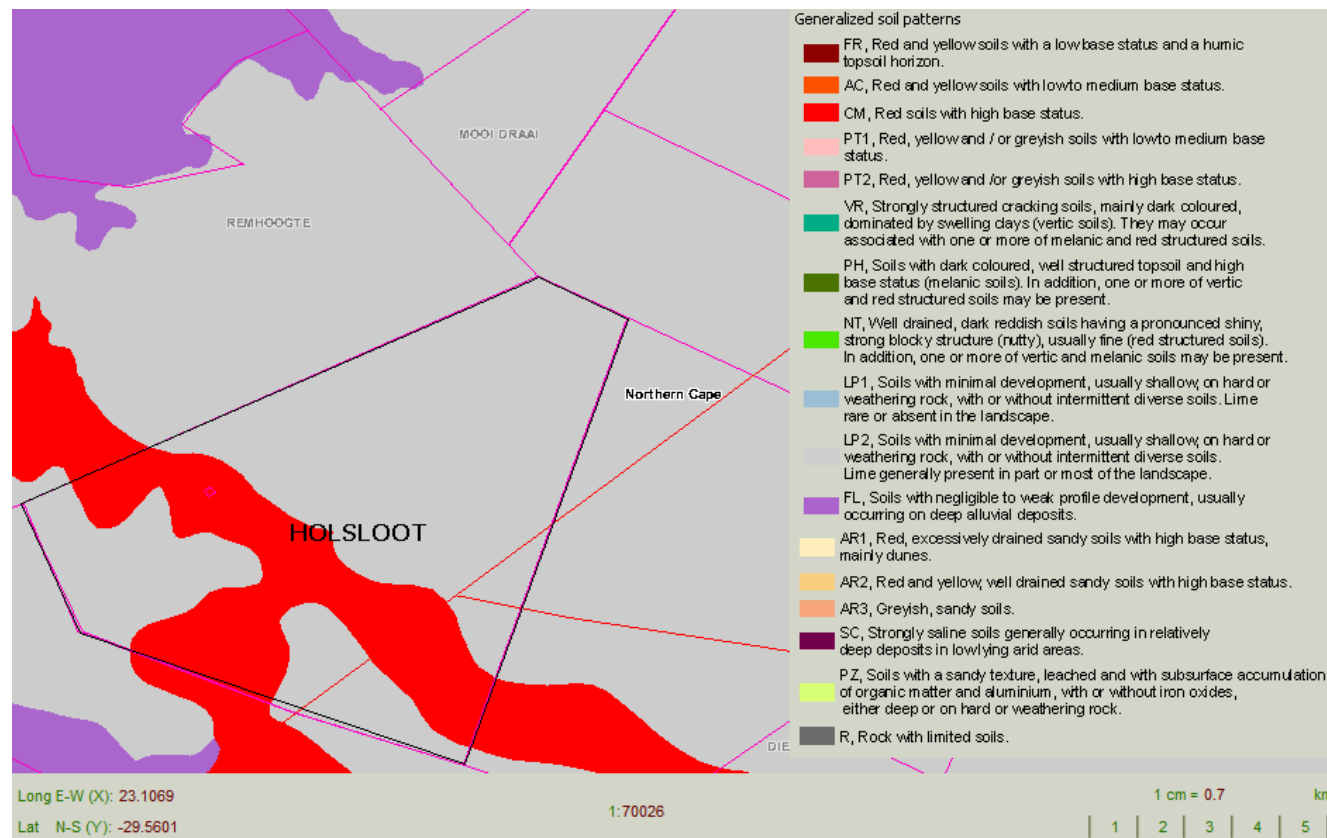 Generalized soil patterns
FR, Red and yellow soils with a low base status and a humic
topsoil horizon.
AC, Red and yellow soils with low to medium base status.
CM, Red soils with high base status.
PT1, Red, yellow and / or greyish soils with low to medium base
status.
PT2, Red, yellow and /or greyish soils with high base status.
VR, Strongly structured cracking soils, mainly dark coloured,
dominated by swelling clays (vertic soils). They may occur
associated with one or more of melanic and red structured soils.
PH, Soils with dark coloured, well structured topsoil and high
base status (melanic soils). In addition, one or more of vertic
and red structured soils may be present.
NT, Well drained, dark reddish soils having a pronounced shiny,
strong blocky structure (nutty), usually fine (red structured soils).
In addition, one or more of vertic and melanic soils may be present.
LP1, Soils with minimal development, usually shallow, on hard or
weathering rock, with or without intermittent diverse soils. Lime
rare or absent in the landscape.
LP2, Soils with minimal development, usually shallow, on hard or
weathering rock, with or without intermittent diverse soils.
Lime generally present in part or most of the landscape.
FL, Soils with negligible to weak profile development, usually
occurring on deep alluvial deposits.
AR1, Red, excessively drained sandy soils with high base status,
mainly dunes.
AR2, Red and yellow, well drained sandy soils with high base status.
AR3, Greyish, sandy soils.
SC, Strongly saline soils generally occurring in relatively
deep deposits in lowlying arid areas.
PZ, Soils with a sandy texture, leached and with subsurface accumulation
of organic matter and aluminium, with or without iron oxides,
either deep or on hard or weathering rock.
R, Rock with limited soils.
MOOI DRAAI
REMHOOGTE
Northern Cape
HOLSLOOT
DIE
Long E-W (X): 23.1069
Lat N-S (Y): -29.5601
1:70026
1 cm = 0.7 km
1 2 3 4 5